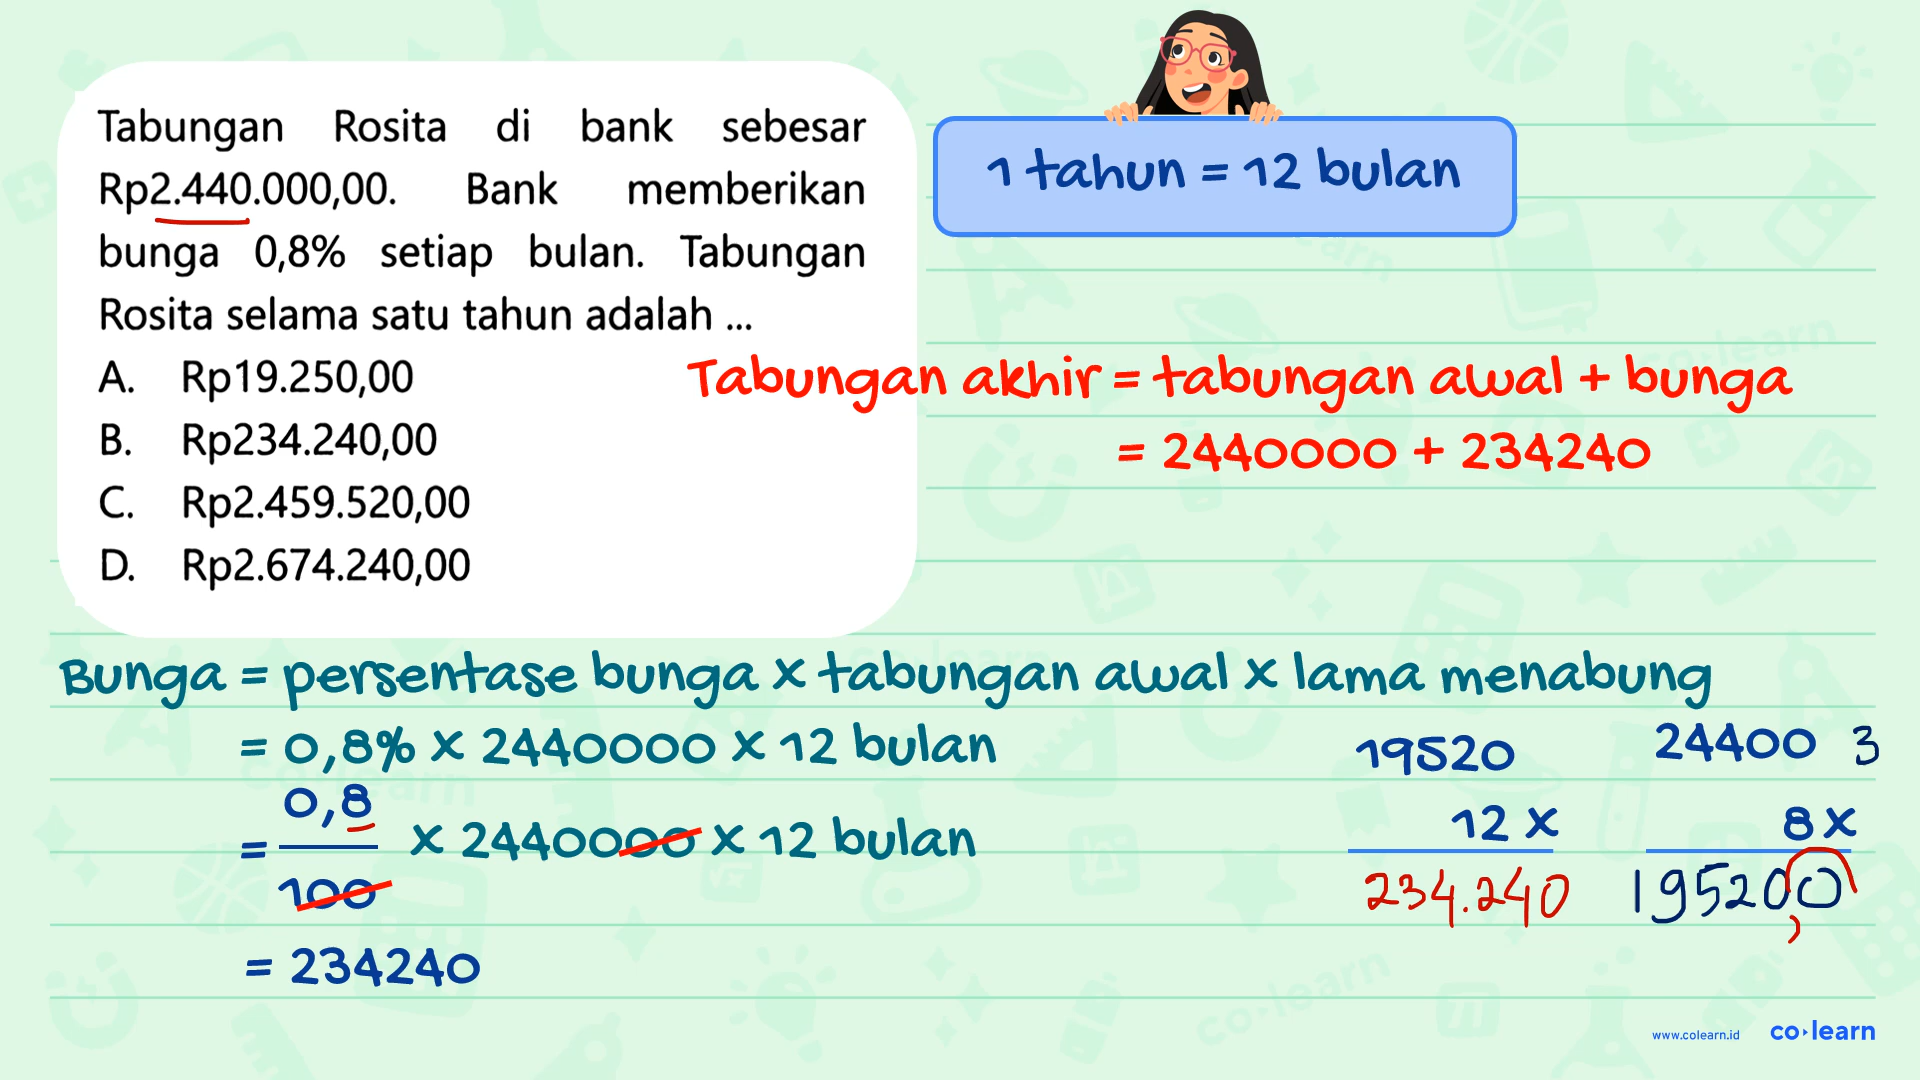 Tabungan Rosita di bank sebesar
Rp2.440.000,00. Bank memberikan
bunga 0,8% setiap bulan. Tabungan
Rosita selama satu tahun adalah ...
A. Rp19.250,00
B. Rp234.240,00
C. Rp2.459.520,00
D. Rp2.674.240,00
1 tahun = 12 bulan
Tabungan akhir = tabungan awal + bunga
= 2440000 + 234240
Bunga = persentase bunga x tabungan awal x lama menabung
= 0,8% x 2440000 x 12 bulan
0,8
= x 2440000 x 12 bulan
100
= 234240
19520
12 x
234.240
24400 3
8 x
195200
,
www.colearn.id
co·learn